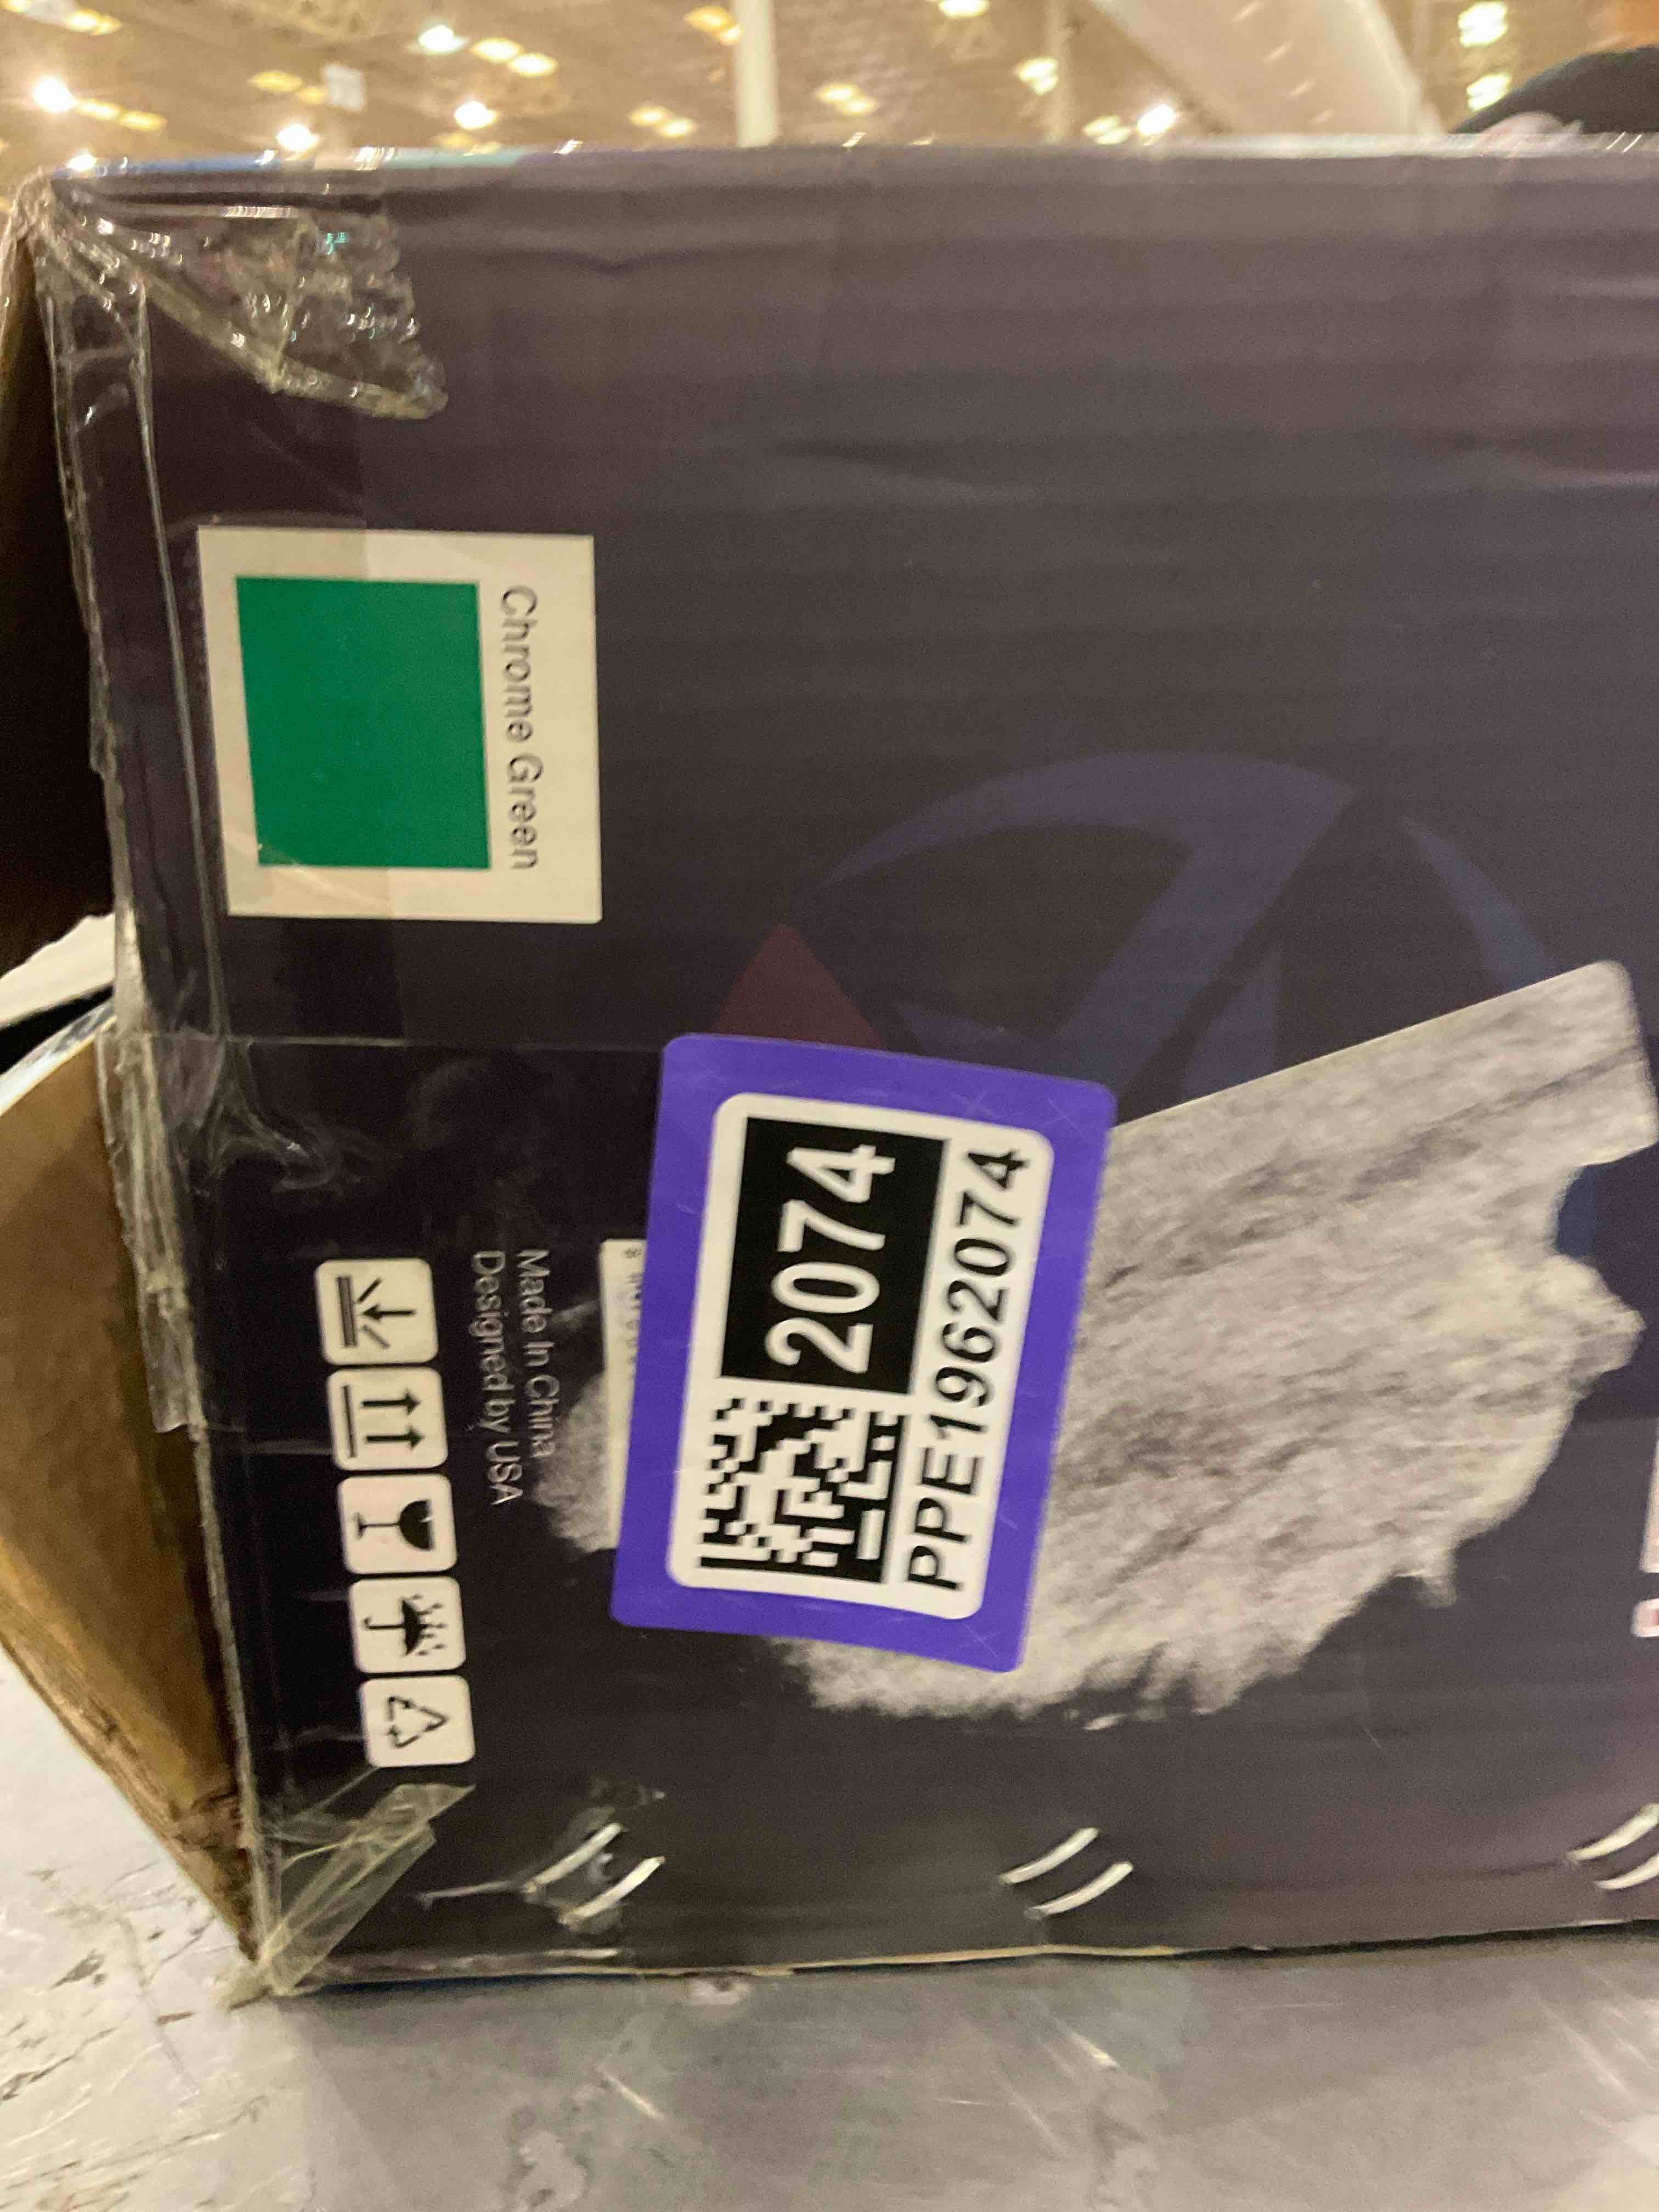 Chrome Green
2074
PPE1962074
Made In China
Designed by USA